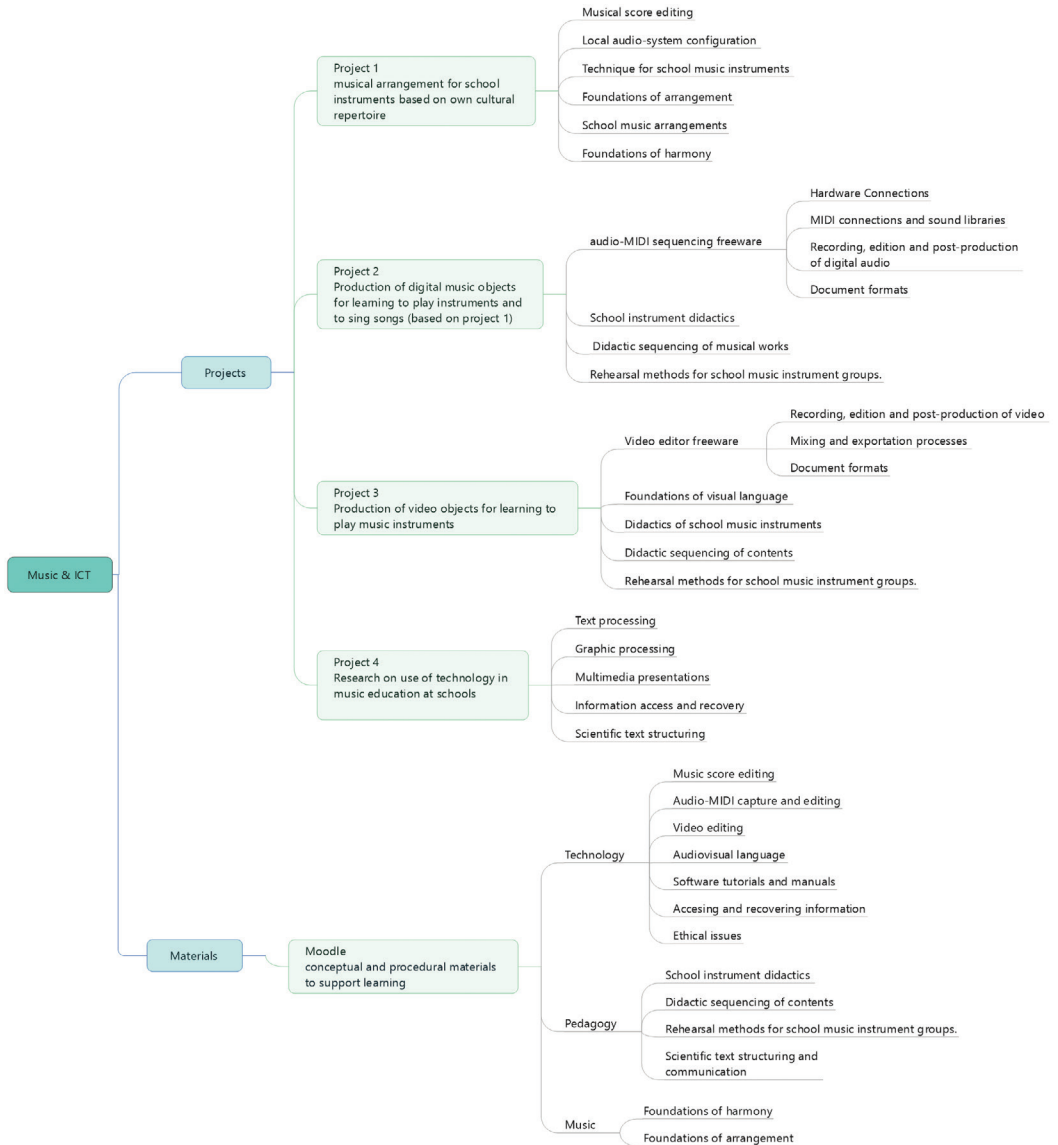 Music & ICT
Projects
Project 1
musical arrangement for school
instruments based on own cultural
repertoire
Musical score editing
Local audio-system configuration
Technique for school music instruments
Foundations of arrangement
School music arrangements
Foundations of harmony
Project 2
Production of digital music objects
for learning to play instruments and
to sing songs (based on project 1)
audio-MIDI sequencing freeware
Hardware Connections
MIDI connections and sound libraries
Recording, edition and post-production
of digital audio
Document formats
School instrument didactics
Didactic sequencing of musical works
Rehearsal methods for school music instrument groups.
Project 3
Production of video objects for learning to
play music instruments
Video editor freeware
Recording, edition and post-production of video
Mixing and exportation processes
Document formats
Foundations of visual language
Didactics of school music instruments
Didactic sequencing of contents
Rehearsal methods for school music instrument groups.
Project 4
Research on use of technology in
music education at schools
Text processing
Graphic processing
Multimedia presentations
Information access and recovery
Scientific text structuring
Materials
Moodle
conceptual and procedural materials
to support learning
Technology
Music score editing
Audio-MIDI capture and editing
Video editing
Audiovisual language
Software tutorials and manuals
Accesing and recovering information
Ethical issues
Pedagogy
School instrument didactics
Didactic sequencing of contents
Rehearsal methods for school music instrument groups.
Scientific text structuring and
communication
Music
Foundations of harmony
Foundations of arrangement